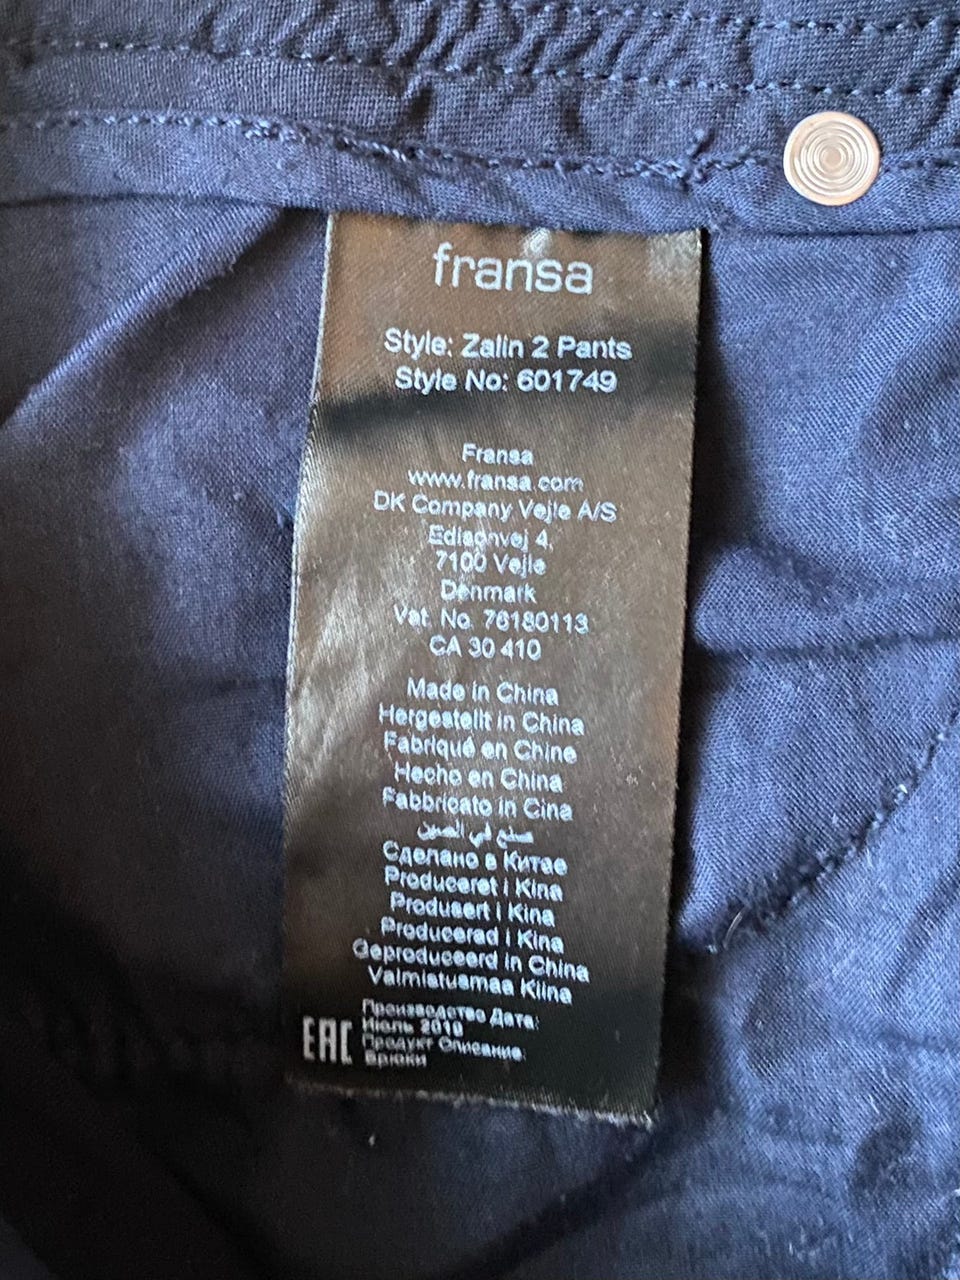 fransa
Style: Zalin 2 Pants
Style No: 601749
Fransa
www.fransa.com
DK Company Vejle A/S
Edisonvej 4,
7100 Vejle
Denmark
Vat. No. 76180113
CA 30 410
Made in China
Hergestellt in China
Fabriqué en Chine
Hecho en China
Fabbricato in Cina
صنع في الصين
Сделано в Китае
Produceret i Kina
Produsert i Kina
Producerad i Kina
Geproduceerd in China
Valmistusmaa Kiina
Производство Дата:
Июль
EAC
Продукт Описание:
Брюки